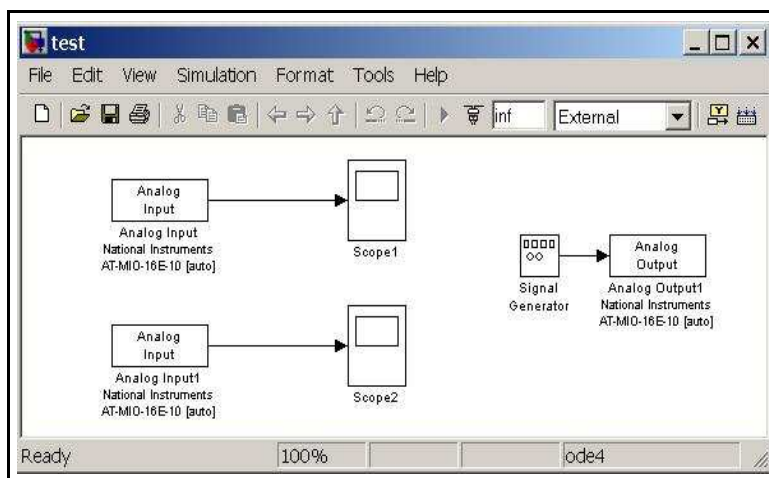 test
File Edit View Simulation Format Tools Help
inf External
Analog
Input
Analog Input
National Instruments
AT-MIO-16E-10 [auto]
Scope1
Signal
Generator
Analog
Output
Analog Output1
National Instruments
AT-MIO-16E-10 [auto]
Analog
Input
Analog Input1
National Instruments
AT-MIO-16E-10 [auto]
Scope2
Ready 100% ode4